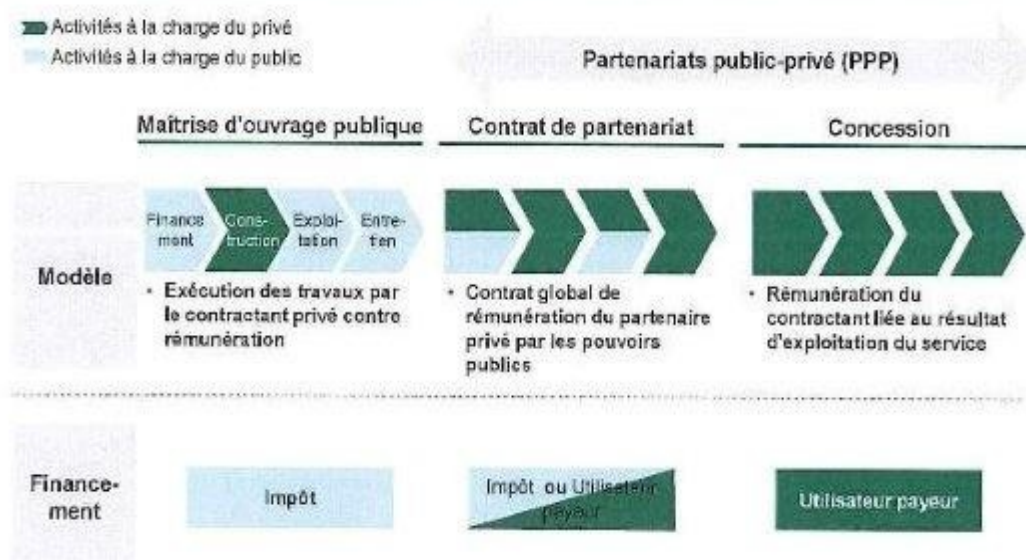 Activités à la charge du privé
Activités à la charge du public
Partenariats public-privé (PPP)
Maîtrise d'ouvrage publique
Contrat de partenariat
Concession
Modèle
Finance
ment
Cons-
truction
Exploi-
tation
Entre-
tien
• Exécution des travaux par
le contractant privé contre
rémunération
• Contrat global de
rémunération du partenaire
privé par les pouvoirs
publics
• Rémunération du
contractant liée au résultat
d'exploitation du service
Finance-
ment
Impôt
Impôt ou Utilisateur
payeur
Utilisateur payeur